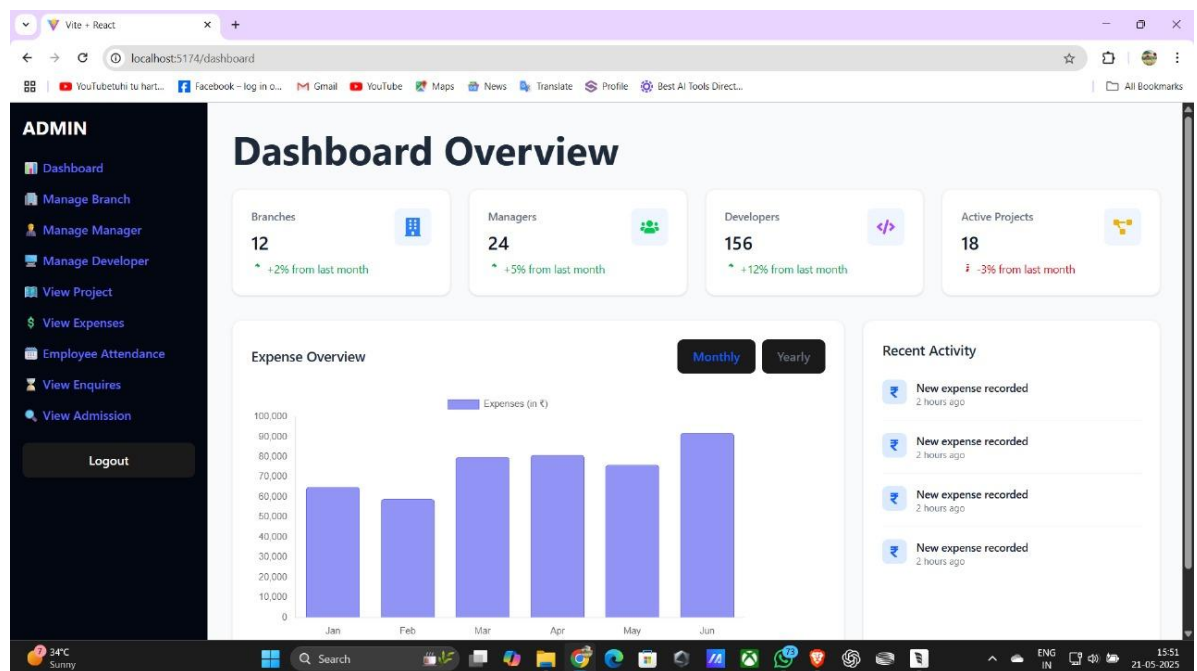 Vite + React
localhost:5174/dashboard
YouTubetuhi tu hart...
Facebook – log in o...
Gmail
YouTube
Maps
News
Translate
Profile
Best AI Tools Direct...
All Bookmarks
ADMIN
Dashboard
Manage Branch
Manage Manager
Manage Developer
View Project
View Expenses
Employee Attendance
View Enquires
View Admission
Logout
Dashboard Overview
Branches
12
+2% from last month
Managers
24
+5% from last month
Developers
156
+12% from last month
Active Projects
18
-3% from last month
Expense Overview
Monthly
Yearly
Expenses (in ₹)
100,000
90,000
80,000
70,000
60,000
50,000
40,000
30,000
20,000
10,000
0
Jan Feb Mar Apr May Jun
Recent Activity
₹
New expense recorded
2 hours ago
₹
New expense recorded
2 hours ago
₹
New expense recorded
2 hours ago
₹
New expense recorded
2 hours ago
7
34°C
Sunny
Search
73
ENG
IN
15:51
21-05-2025